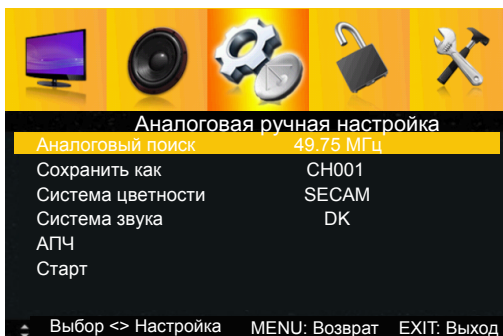 Аналоговая ручная настройка
Аналоговый поиск 49.75 МГц
Сохранить как CH001
Система цветности SECAM
Система звука DK
АПЧ
Старт
Выбор <> Настройка MENU: Возврат EXIT: Выход